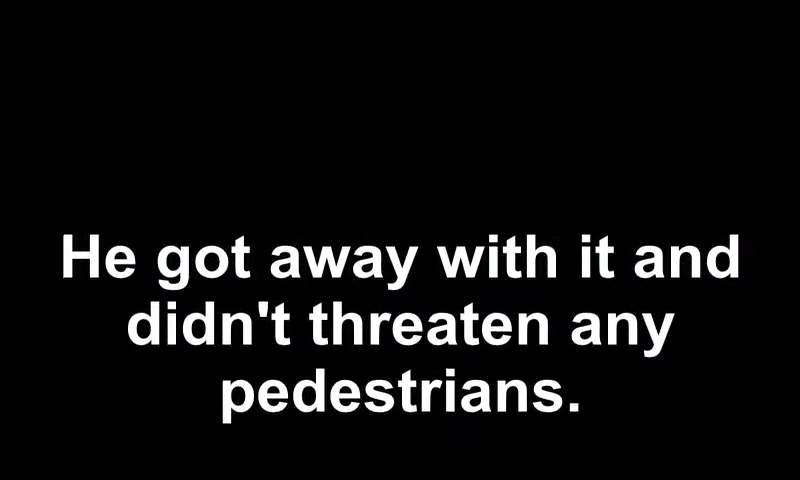 He got away with it and
didn't threaten any
pedestrians.